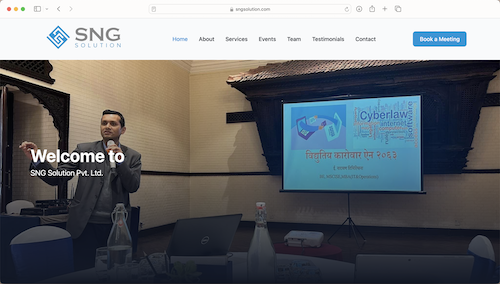 sngsolution.com
SNG
SOLUTION
Home
About
Services
Events
Team
Testimonials
Contact
Book a Meeting
Cyberlaw
internet
software
विद्युतिय कारोवार ऐन २०६३
Welcome to
SNG Solution Pvt. Ltd.